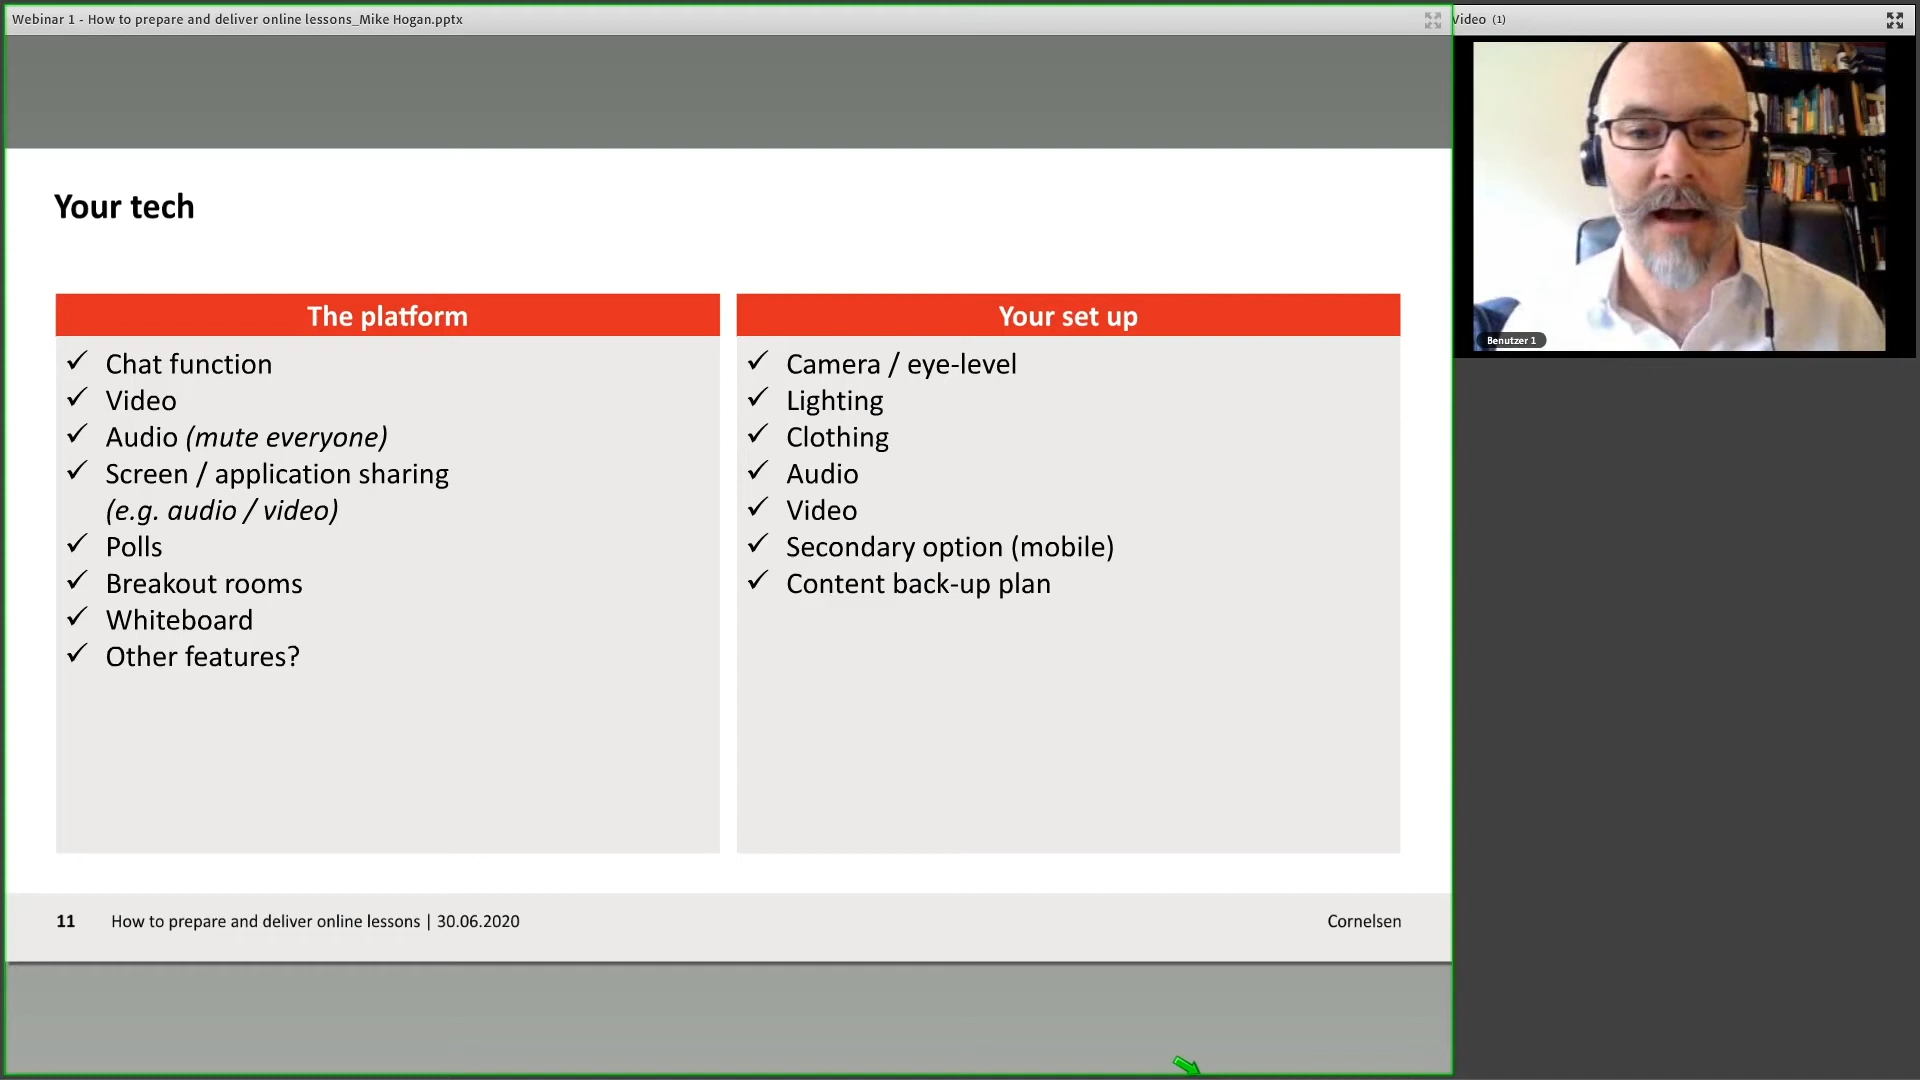 Webinar 1 - How to prepare and deliver online lessons_Mike Hogan.pptx
Video (1)
Benutzer 1
Your tech
The platform
✓ Chat function
✓ Video
✓ Audio (mute everyone)
✓ Screen / application sharing
(e.g. audio / video)
✓ Polls
✓ Breakout rooms
✓ Whiteboard
✓ Other features?
Your set up
✓ Camera / eye-level
✓ Lighting
✓ Clothing
✓ Audio
✓ Video
✓ Secondary option (mobile)
✓ Content back-up plan
11 How to prepare and deliver online lessons | 30.06.2020
Cornelsen